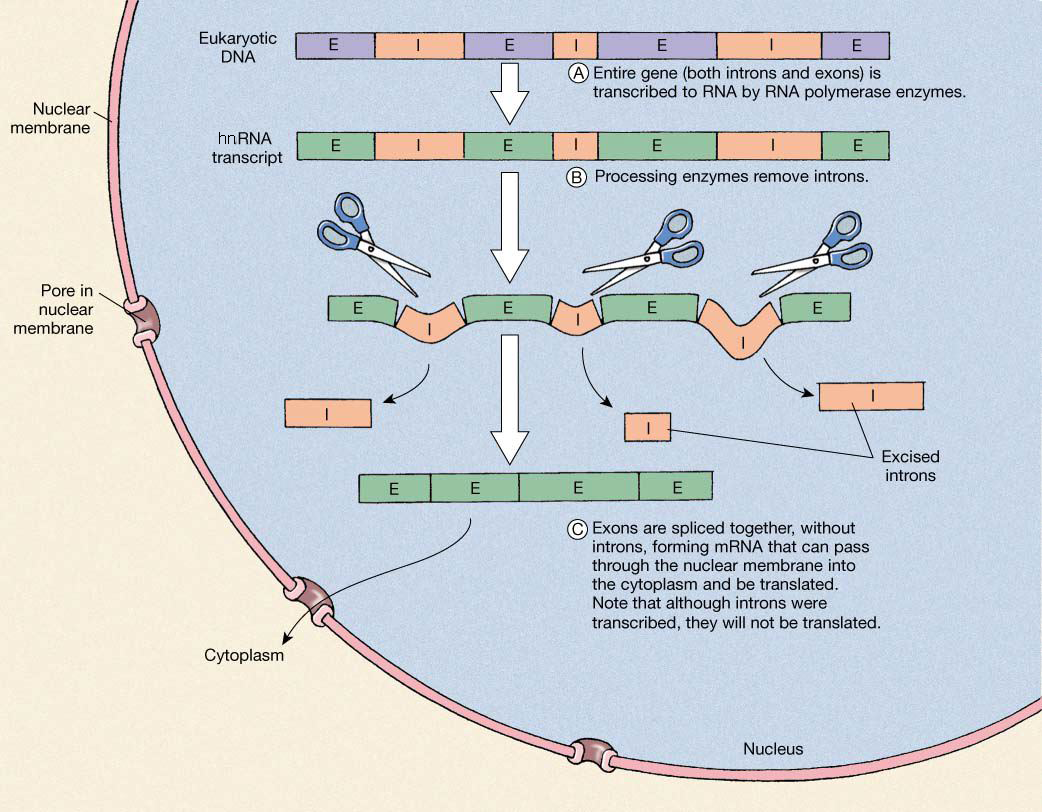 Eukaryotic
DNA
E I E I E I E
A Entire gene (both introns and exons) is
transcribed to RNA by RNA polymerase enzymes.
Nuclear
membrane
hnRNA
transcript
E I E I E I E
B Processing enzymes remove introns.
Pore in
nuclear
membrane
E I E I E I E
I I I
Excised
introns
E E E E
C Exons are spliced together, without
introns, forming mRNA that can pass
through the nuclear membrane into
the cytoplasm and be translated.
Note that although introns were
transcribed, they will not be translated.
Cytoplasm
Nucleus